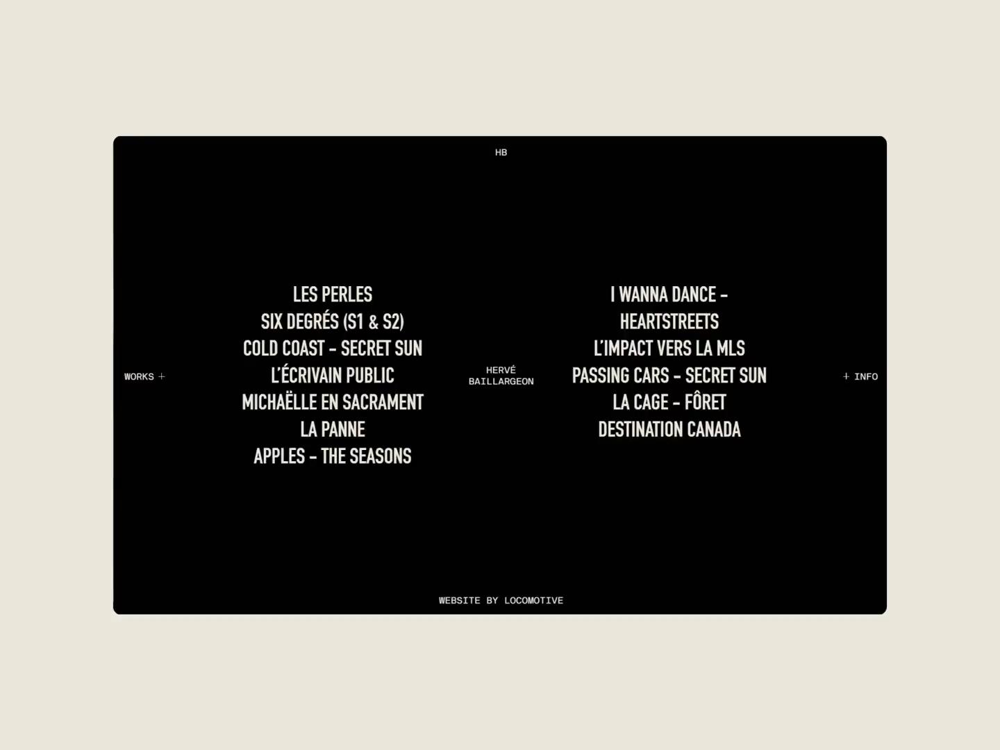 HB
WORKS +
LES PERLES
SIX DEGRÉS (S1 & S2)
COLD COAST – SECRET SUN
L’ÉCRIVAIN PUBLIC
MICHAËLLE EN SACRAMENT
LA PANNE
APPLES – THE SEASONS
HERVÉ
BAILLARGEON
I WANNA DANCE –
HEARTSTREETS
L’IMPACT VERS LA MLS
PASSING CARS – SECRET SUN
LA CAGE – FÔRET
DESTINATION CANADA
+ INFO
WEBSITE BY LOCOMOTIVE